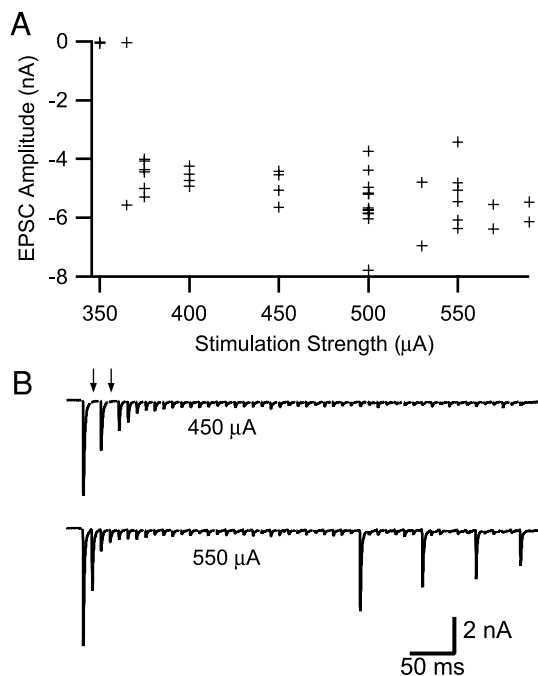 A
EPSC Amplitude (nA)
0
-2
-4
-6
-8
350
400
450
500
550
Stimulation Strength (μA)
B
450 μA
550 μA
2 nA
50 ms